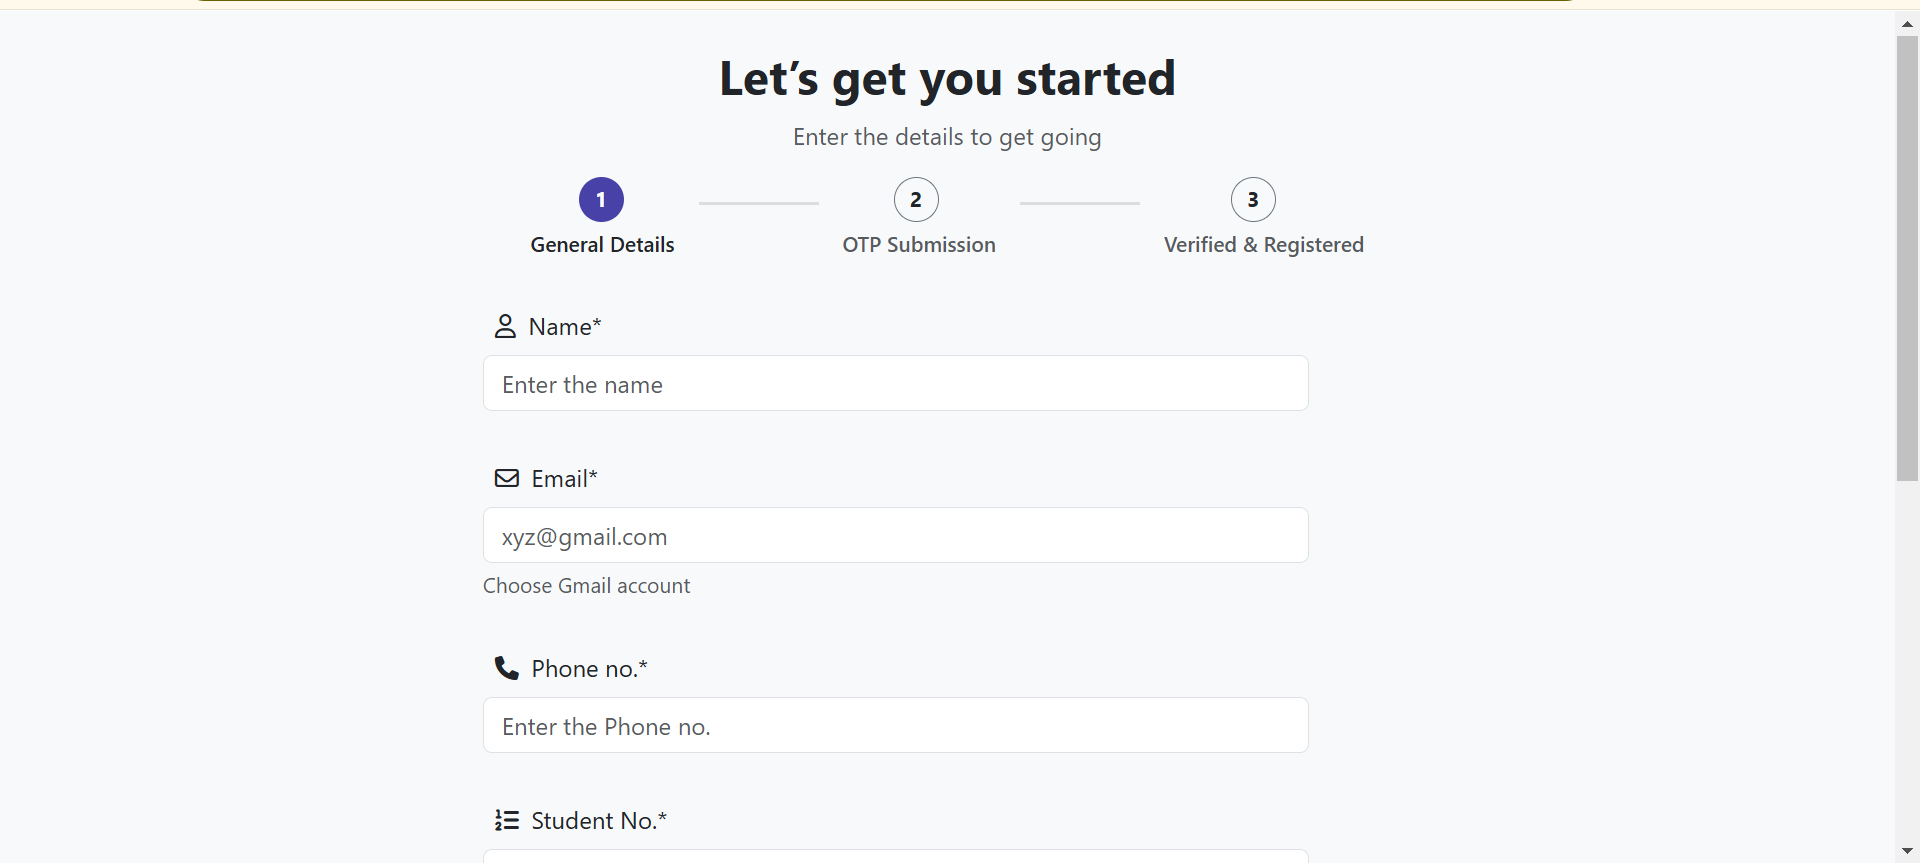 Let’s get you started
Enter the details to get going
1 2 3
General Details OTP Submission Verified & Registered
Name*
Enter the name
Email*
xyz@gmail.com
Choose Gmail account
Phone no.*
Enter the Phone no.
Student No.*